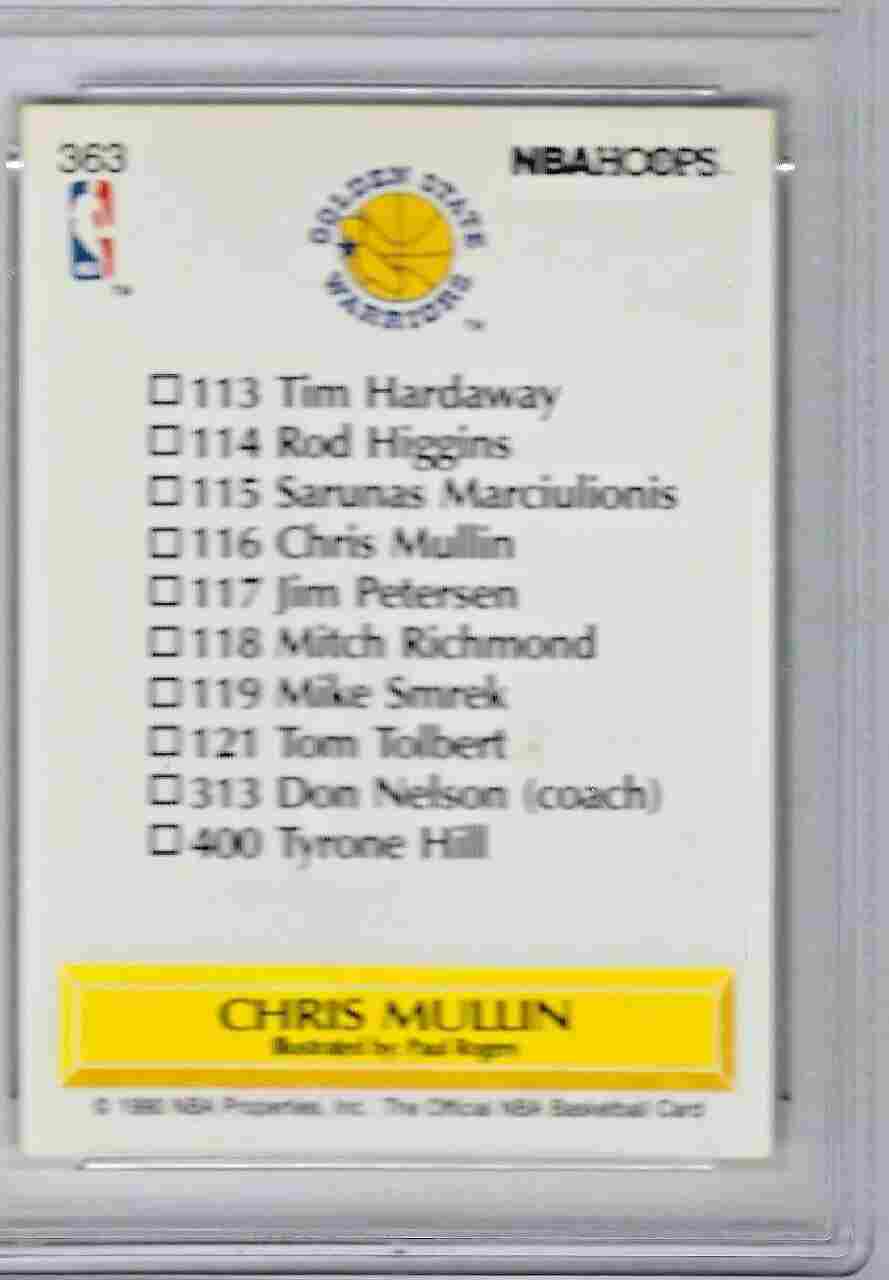 363
NBA HOOPS
GOLDEN STATE
WARRIORS
TM
113 Tim Hardaway
114 Rod Higgins
115 Sarunas Marciulionis
116 Chris Mullin
117 Jim Petersen
118 Mitch Richmond
119 Mike Smrek
121 Tom Tolbert
313 Don Nelson (coach)
400 Tyrone Hill
CHRIS MULLIN
Illustrated by: Paul Rogers
© 1990 NBA Properties, Inc. The Official NBA Basketball Card